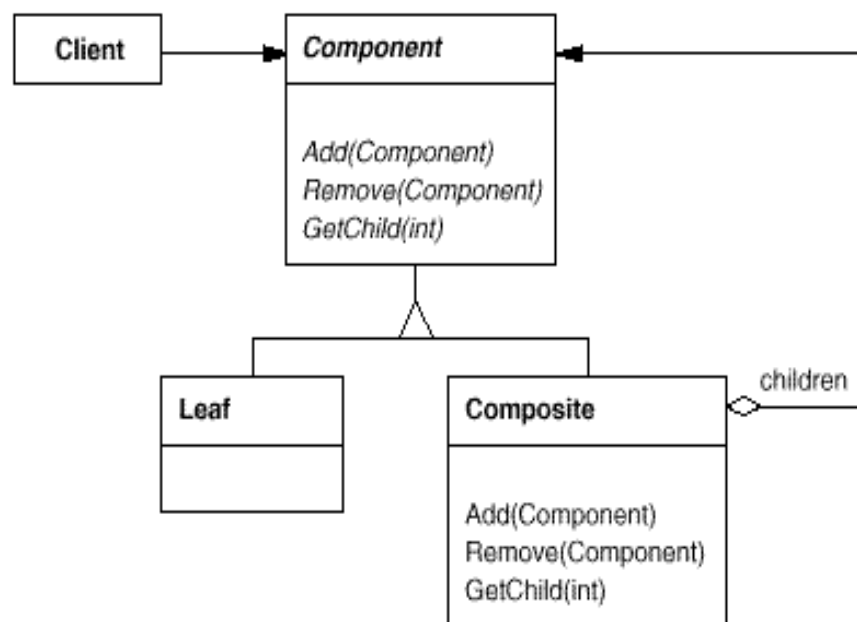 Client
Component
Add(Component)
Remove(Component)
GetChild(int)
Leaf
Composite
children
Add(Component)
Remove(Component)
GetChild(int)